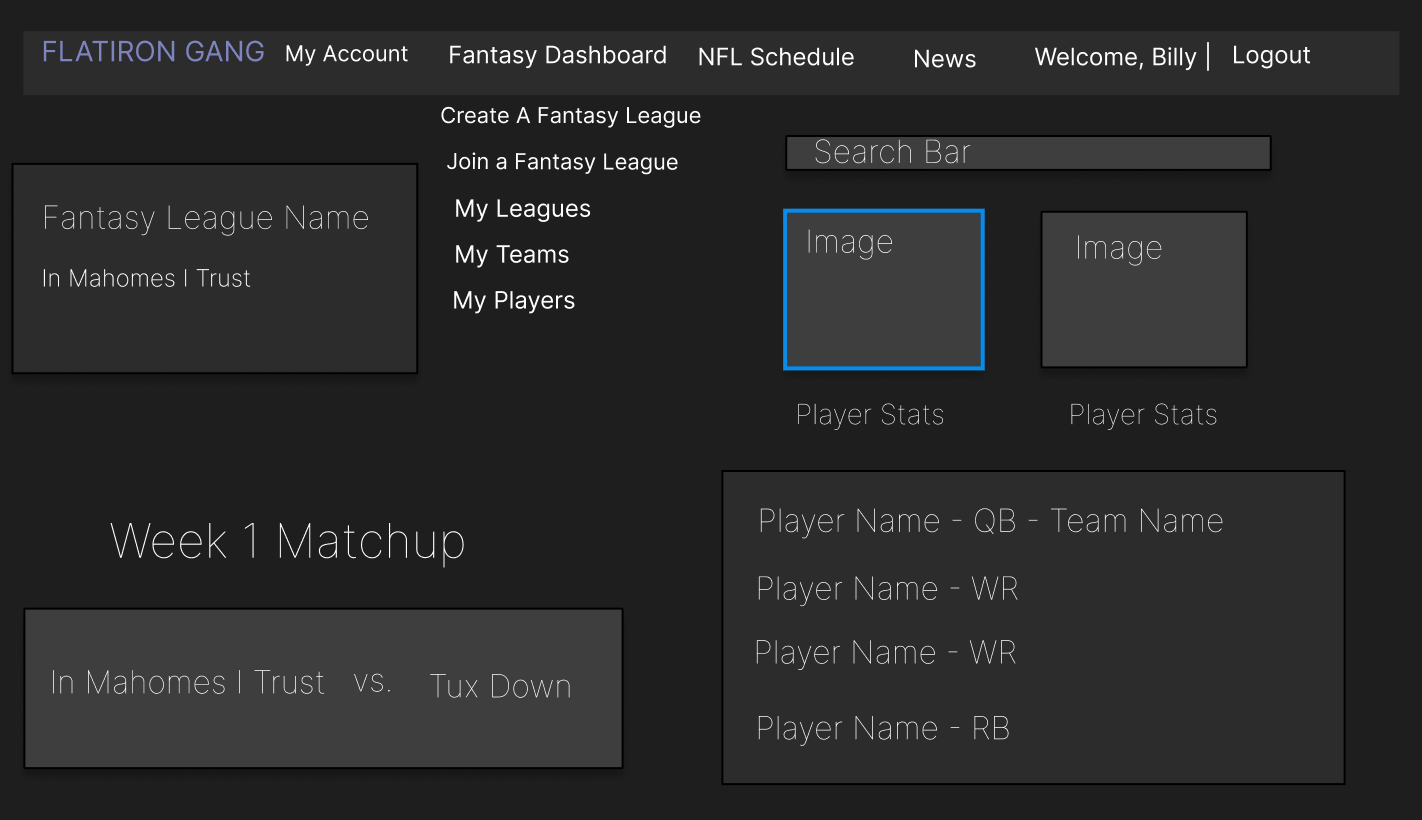 FLATIRON GANG My Account Fantasy Dashboard NFL Schedule News Welcome, Billy | Logout
Create A Fantasy League
Join a Fantasy League
My Leagues
My Teams
My Players
Fantasy League Name
In Mahomes I Trust
Search Bar
Image Image
Player Stats Player Stats
Week 1 Matchup
In Mahomes I Trust vs. Tux Down
Player Name - QB - Team Name
Player Name - WR
Player Name - WR
Player Name - RB